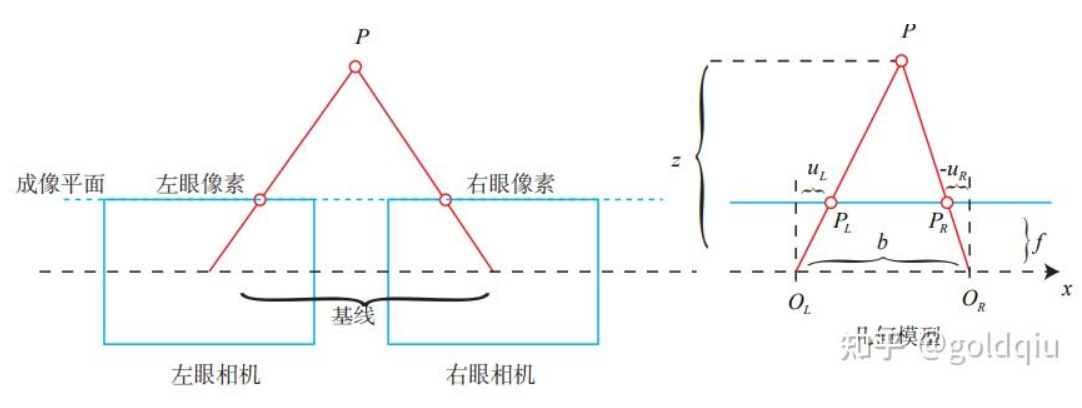 P
成像平面 左眼像素 右眼像素
基线
左眼相机 右眼相机
P
z
u_L -u_R
P_L P_R
b f
x
O_L O_R
几何模型
知乎 @goldqiu